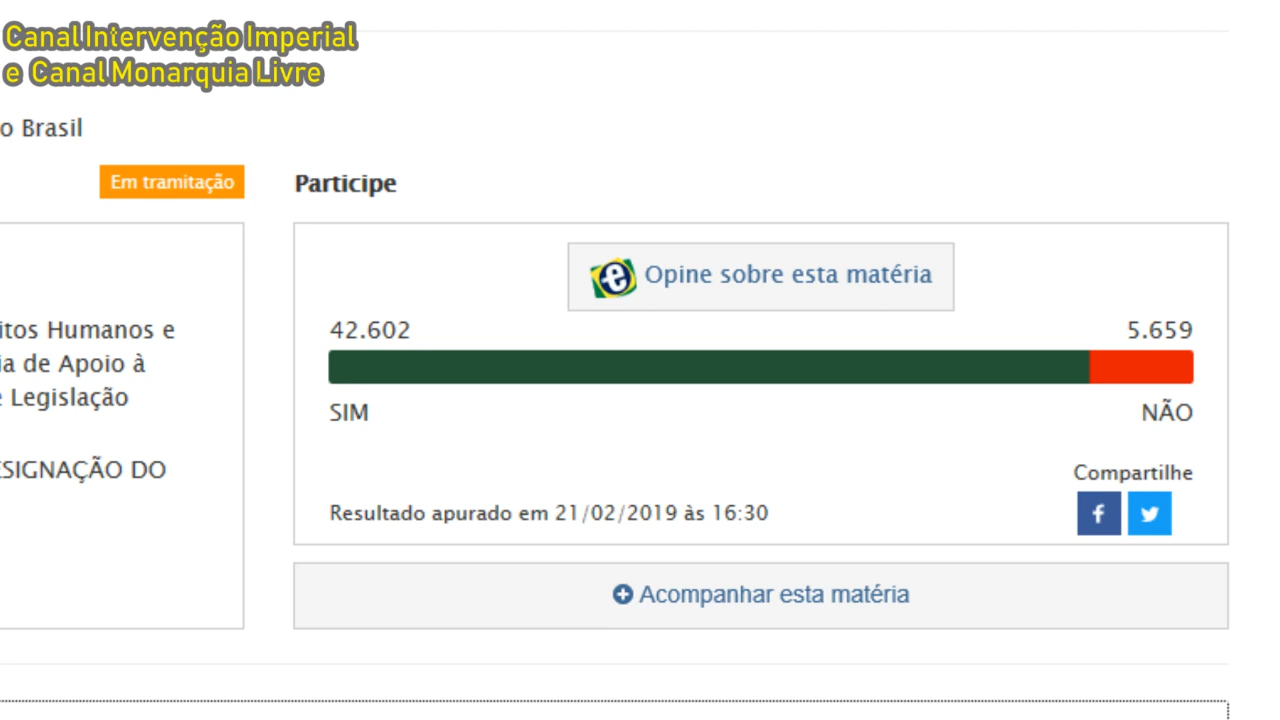 Canal Intervenção Imperial
e Canal Monarquia Livre
o Brasil
Em tramitação
Participe
Opine sobre esta matéria
itos Humanos e
42.602
5.659
ia de Apoio à
e Legislação
SIM
NÃO
ESIGNAÇÃO DO
Compartilhe
Resultado apurado em 21/02/2019 às 16:30
Acompanhar esta matéria